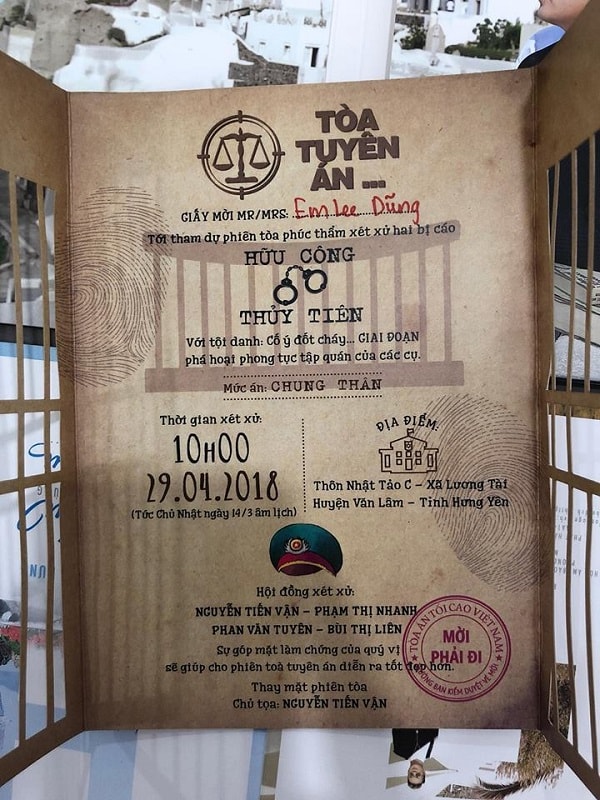 TÒA
TUYÊN
ÁN ...
GIẤY MỜI MR/MRS: Em Lee Dũng
Tới tham dự phiên tòa phúc thẩm xét xử hai bị cáo
HỮU CÔNG
THỦY TIÊN
Với tội danh: Cố ý đốt cháy... GIAI ĐOẠN
phá hoại phong tục tập quán của các cụ.
Mức án: CHUNG THÂN
Thời gian xét xử:
10H00
29.04.2018
(Tức Chủ Nhật ngày 14/3 âm lịch)
ĐỊA ĐIỂM:
Thôn Nhật Tảo C – Xã Lương Tài
Huyện Văn Lâm – Tỉnh Hưng Yên
Hội đồng xét xử:
NGUYỄN TIẾN VẬN – PHẠM THỊ NHANH
PHAN VĂN TUYÊN – BÙI THỊ LIÊN
Sự góp mặt làm chứng của quý vị
sẽ giúp cho phiên toà tuyên án diễn ra tốt đẹp hơn.
Thay mặt phiên tòa
Chủ tọa: NGUYỄN TIẾN VẬN
TÒA ÁN TỐI CAO VIỆT NAM
MỜI
PHẢI ĐI
BAN KIỂM DUYỆT VỀ MỌI